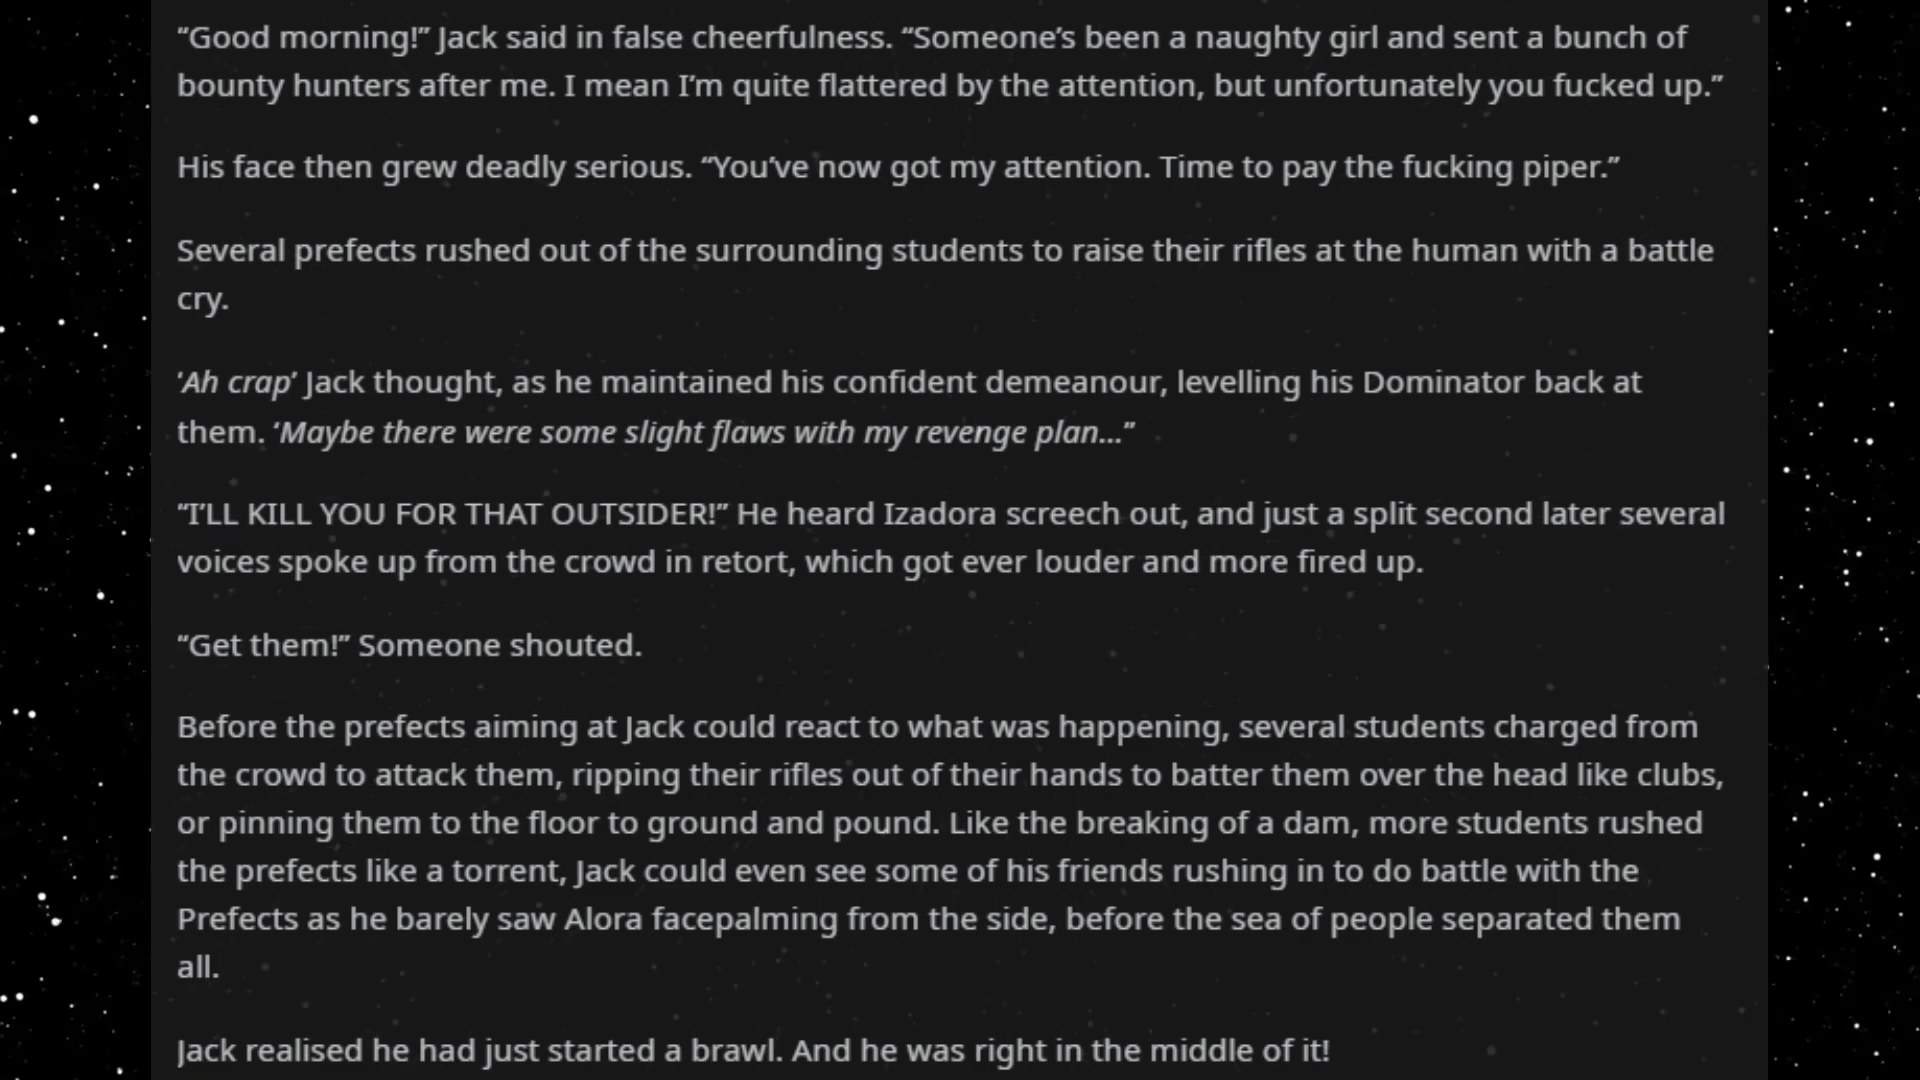 “Good morning!” Jack said in false cheerfulness. “Someone’s been a naughty girl and sent a bunch of
bounty hunters after me. I mean I’m quite flattered by the attention, but unfortunately you fucked up.”
His face then grew deadly serious. “You’ve now got my attention. Time to pay the fucking piper.”
Several prefects rushed out of the surrounding students to raise their rifles at the human with a battle
cry.
‘Ah crap’ Jack thought, as he maintained his confident demeanour, levelling his Dominator back at
them. ‘Maybe there were some slight flaws with my revenge plan…”
“I’LL KILL YOU FOR THAT OUTSIDER!” He heard Izadora screech out, and just a split second later several
voices spoke up from the crowd in retort, which got ever louder and more fired up.
“Get them!” Someone shouted.
Before the prefects aiming at Jack could react to what was happening, several students charged from
the crowd to attack them, ripping their rifles out of their hands to batter them over the head like clubs,
or pinning them to the floor to ground and pound. Like the breaking of a dam, more students rushed
the prefects like a torrent, Jack could even see some of his friends rushing in to do battle with the
Prefects as he barely saw Alora facepalming from the side, before the sea of people separated them
all.
Jack realised he had just started a brawl. And he was right in the middle of it!